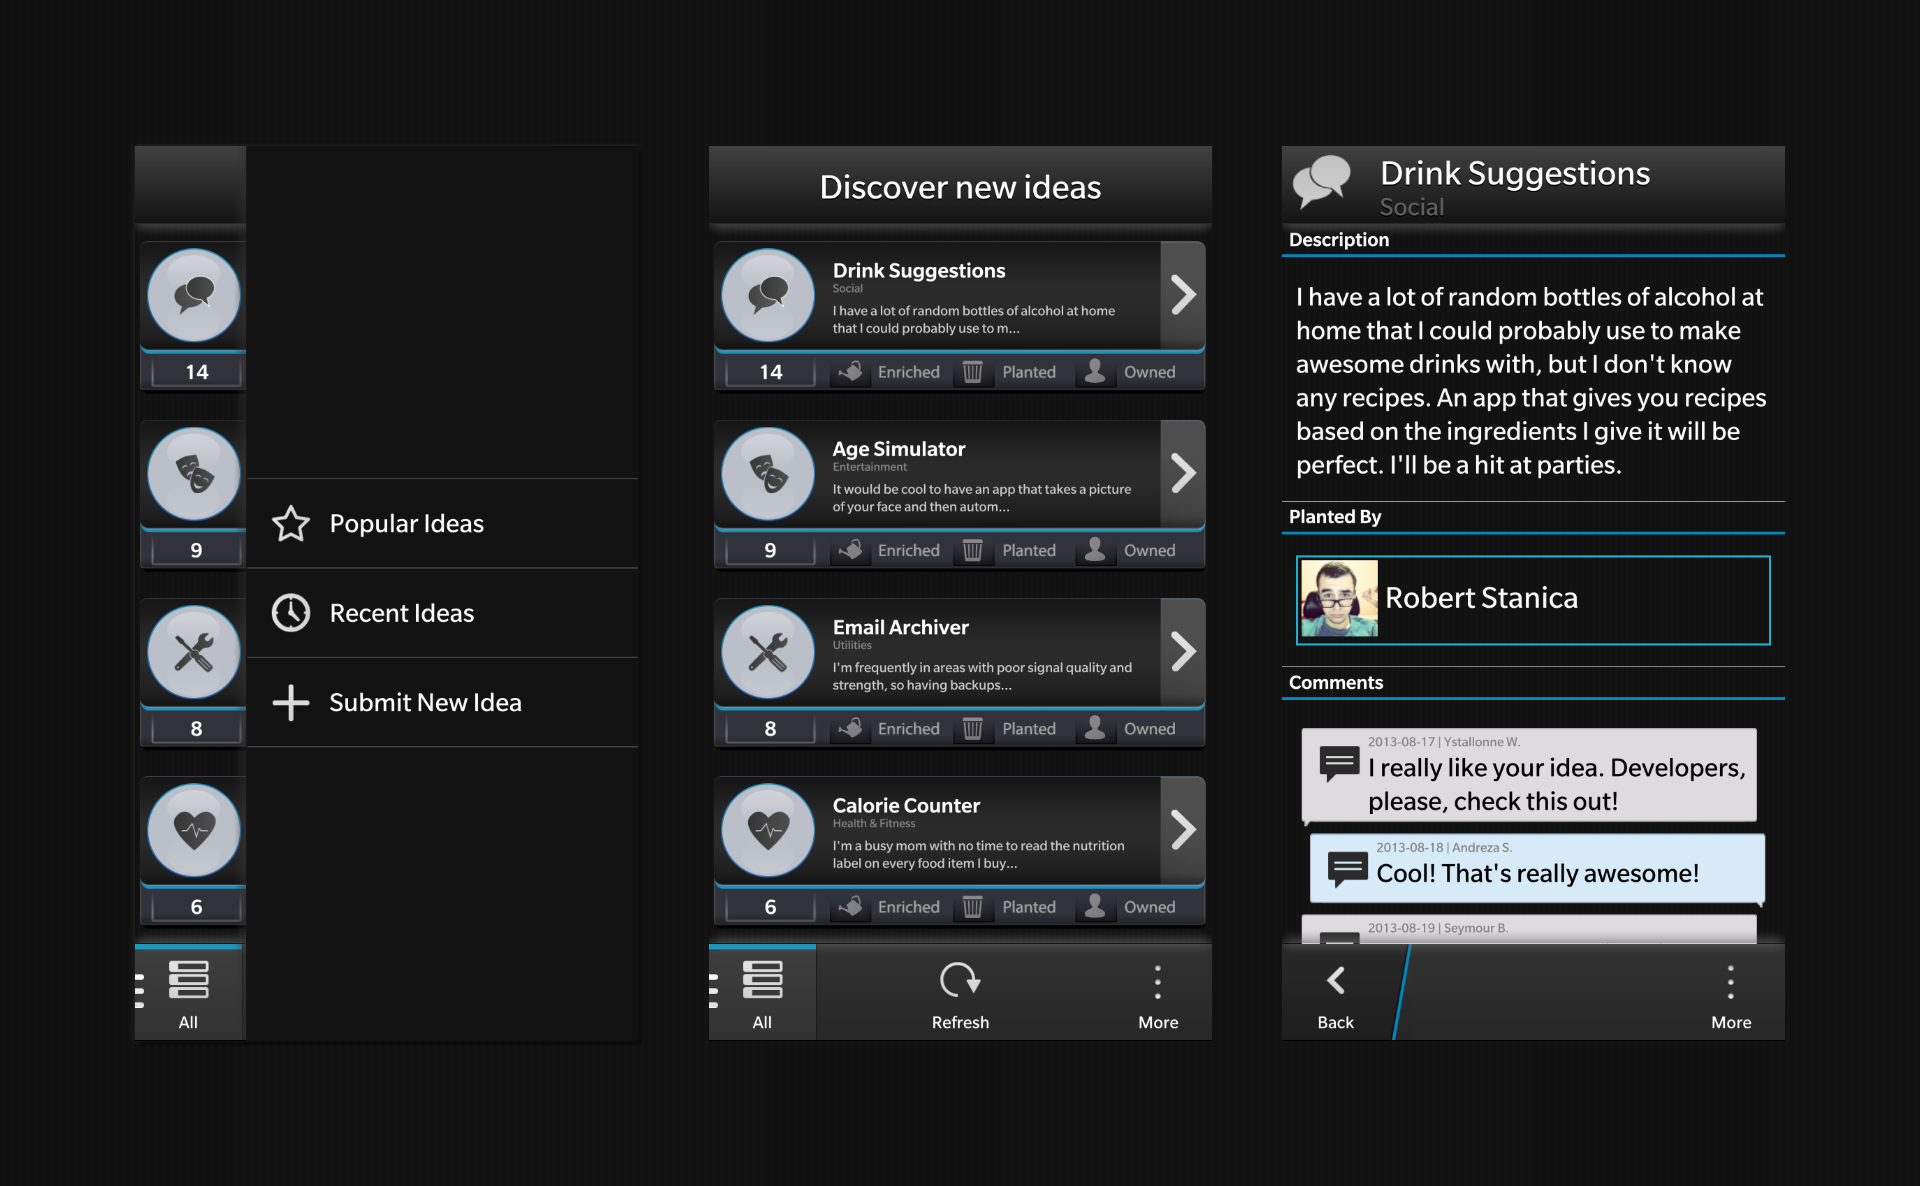 14
9
8
6
All
Popular Ideas
Recent Ideas
Submit New Idea
Discover new ideas
Drink Suggestions
Social
I have a lot of random bottles of alcohol at home
that I could probably use to m...
14 Enriched Planted Owned
Age Simulator
Entertainment
It would be cool to have an app that takes a picture
of your face and then autom...
9 Enriched Planted Owned
Email Archiver
Utilities
I'm frequently in areas with poor signal quality and
strength, so having backups...
8 Enriched Planted Owned
Calorie Counter
Health & Fitness
I'm a busy mom with no time to read the nutrition
label on every food item I buy...
6 Enriched Planted Owned
All Refresh More
Drink Suggestions
Social
Description
I have a lot of random bottles of alcohol at
home that I could probably use to make
awesome drinks with, but I don't know
any recipes. An app that gives you recipes
based on the ingredients I give it will be
perfect. I'll be a hit at parties.
Planted By
Robert Stanica
Comments
2013-08-17 | Ystallonne W.
I really like your idea. Developers,
please, check this out!
2013-08-18 | Andreza S.
Cool! That's really awesome!
2013-08-19 | Seymour B.
Back More